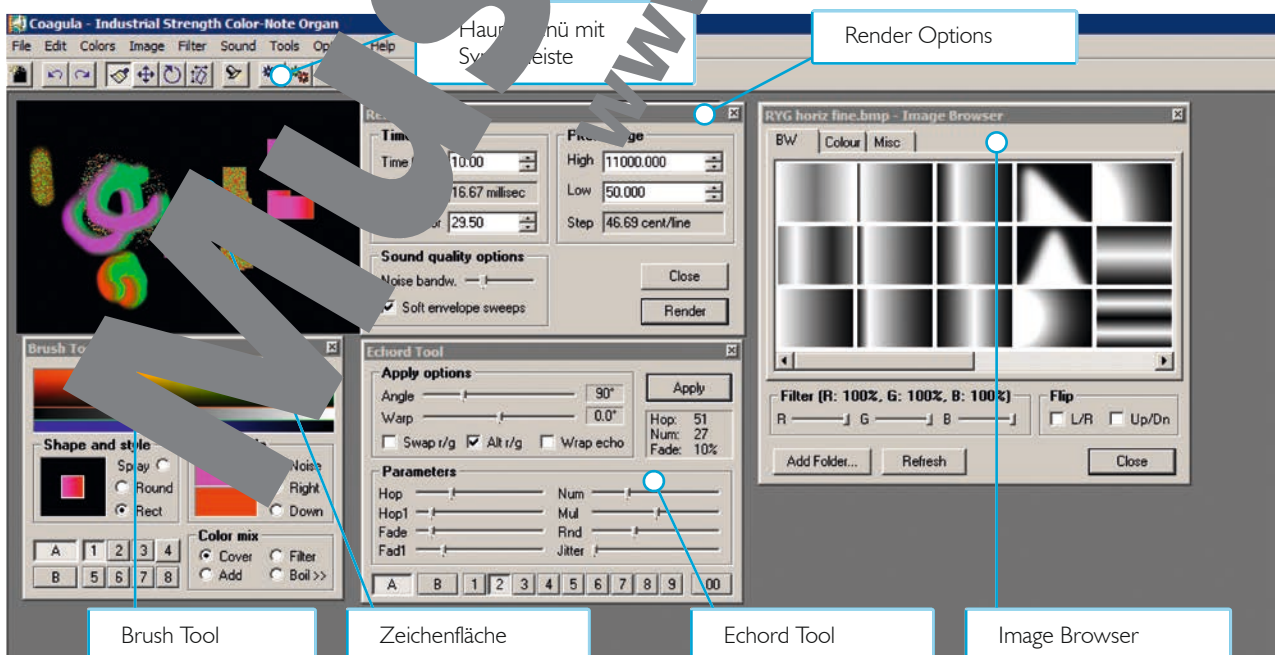 Coagula - Industrial Strength Color-Note Organ
File Edit Colors Image Filter Sound Tools Help
mit
Render Options
Time
10.00
16.67 millisec
29.50
High 11000.000
Low 50.000
Step 46.69 cent/line
Sound quality options
Noise bandw.
Soft envelope sweeps
Close
Render
RYG horiz fine.bmp - Image Browser
BW Colour Misc
Filter (R: 100%, G: 100%, B: 100%)
R G B
Flip
L/R Up/Dn
Add Folder... Refresh Close
Brush
Shape and style
Spray
Round
Rect
Noise
Right
Down
Color mix
Cover Filter
Add Boil >>
A 1 2 3 4
B 5 6 7 8
Echord Tool
Apply options
Angle 90°
Warp 0.0°
Swap r/g Alt r/g Wrap echo
Apply
Hop: 51
Num: 27
Fade: 10%
Parameters
Hop Num
Hop1 Mul
Fade Rnd
Fad1 Jitter
A B 1 2 3 4 5 6 7 8 9 00
Brush Tool
Zeichenfläche
Echord Tool
Image Browser